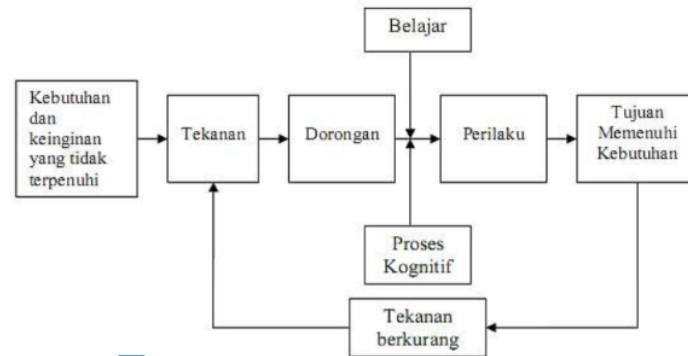 Belajar
Kebutuhan
dan
keinginan
yang tidak
terpenuhi
Tekanan
Dorongan
Perilaku
Tujuan
Memenuhi
Kebutuhan
Proses
Kognitif
Tekanan
berkurang